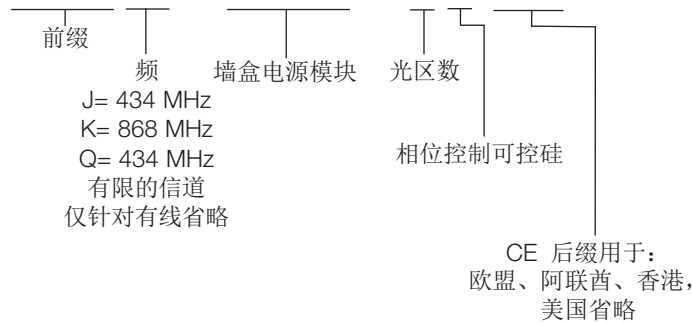 前缀
频
J= 434 MHz
K= 868 MHz
Q= 434 MHz
有限的信道
仅针对有线省略
墙盒电源模块
光区数
相位控制可控硅
CE 后缀用于：
欧盟、阿联酋、香港，
美国省略